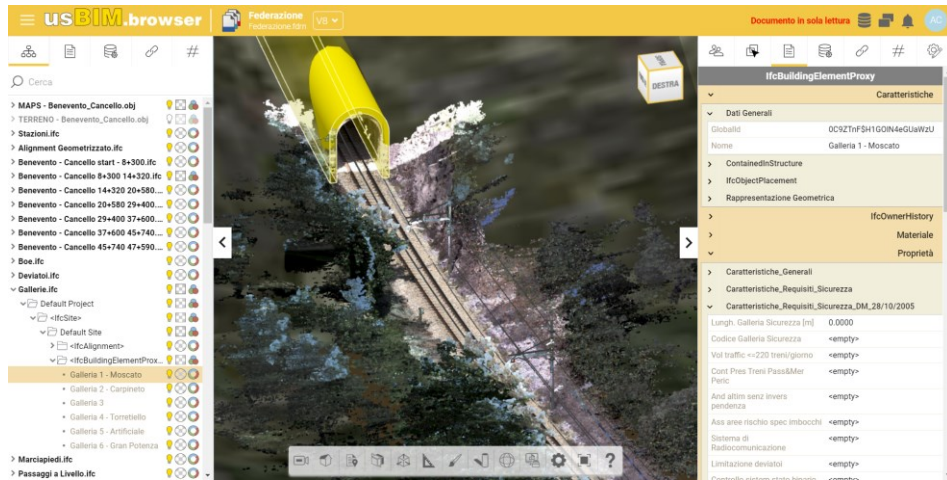 usBIM.browser
Federazione
Federazione.fdm
V8
Documento in sola lettura
AC
Cerca
> MAPS - Benevento_Cancello.obj
> TERRENO - Benevento_Cancello.obj
> Stazioni.ifc
> Alignment Geometrizzato.ifc
> Benevento - Cancello start - 8+300.ifc
> Benevento - Cancello 8+300 14+320.ifc
> Benevento - Cancello 14+320 20+580....
> Benevento - Cancello 20+580 29+400....
> Benevento - Cancello 29+400 37+600....
> Benevento - Cancello 37+600 45+740....
> Benevento - Cancello 45+740 47+590....
> Boe.ifc
> Deviatoi.ifc
Gallerie.ifc
Default Project
<IfcSite>
Default Site
> <IfcAlignment>
<IfcBuildingElementProx...
• Galleria 1 - Moscato
• Galleria 2 - Carpineto
• Galleria 3
• Galleria 4 - Torretiello
• Galleria 5 - Artificiale
• Galleria 6 - Gran Potenza
> Marciapiedi.ifc
> Passaggi a Livello.ifc
DESTRA
IfcBuildingElementProxy
Caratteristiche
Dati Generali
GlobalId 0C9ZTnF$H1GOIN4eGUaWzU
Nome Galleria 1 - Moscato
> ContainedInStructure
> IfcObjectPlacement
> Rappresentazione Geometrica
> IfcOwnerHistory
> Materiale
Proprietà
> Caratteristiche_Generali
> Caratteristiche_Requisiti_Sicurezza
Caratteristiche_Requisiti_Sicurezza_DM_28/10/2005
Lungh. Galleria Sicurezza [m] 0.0000
Codice Galleria Sicurezza <empty>
Vol traffic <=220 treni/giorno <empty>
Cont Pres Treni Pass&Mer <empty>
Peric
And altim senz invers <empty>
pendenza
Ass aree rischio spec imbocchi <empty>
Sistema di <empty>
Radiocomunicazione
Limitazione deviatoi <empty>
Controllo sistem stato binario <empty>